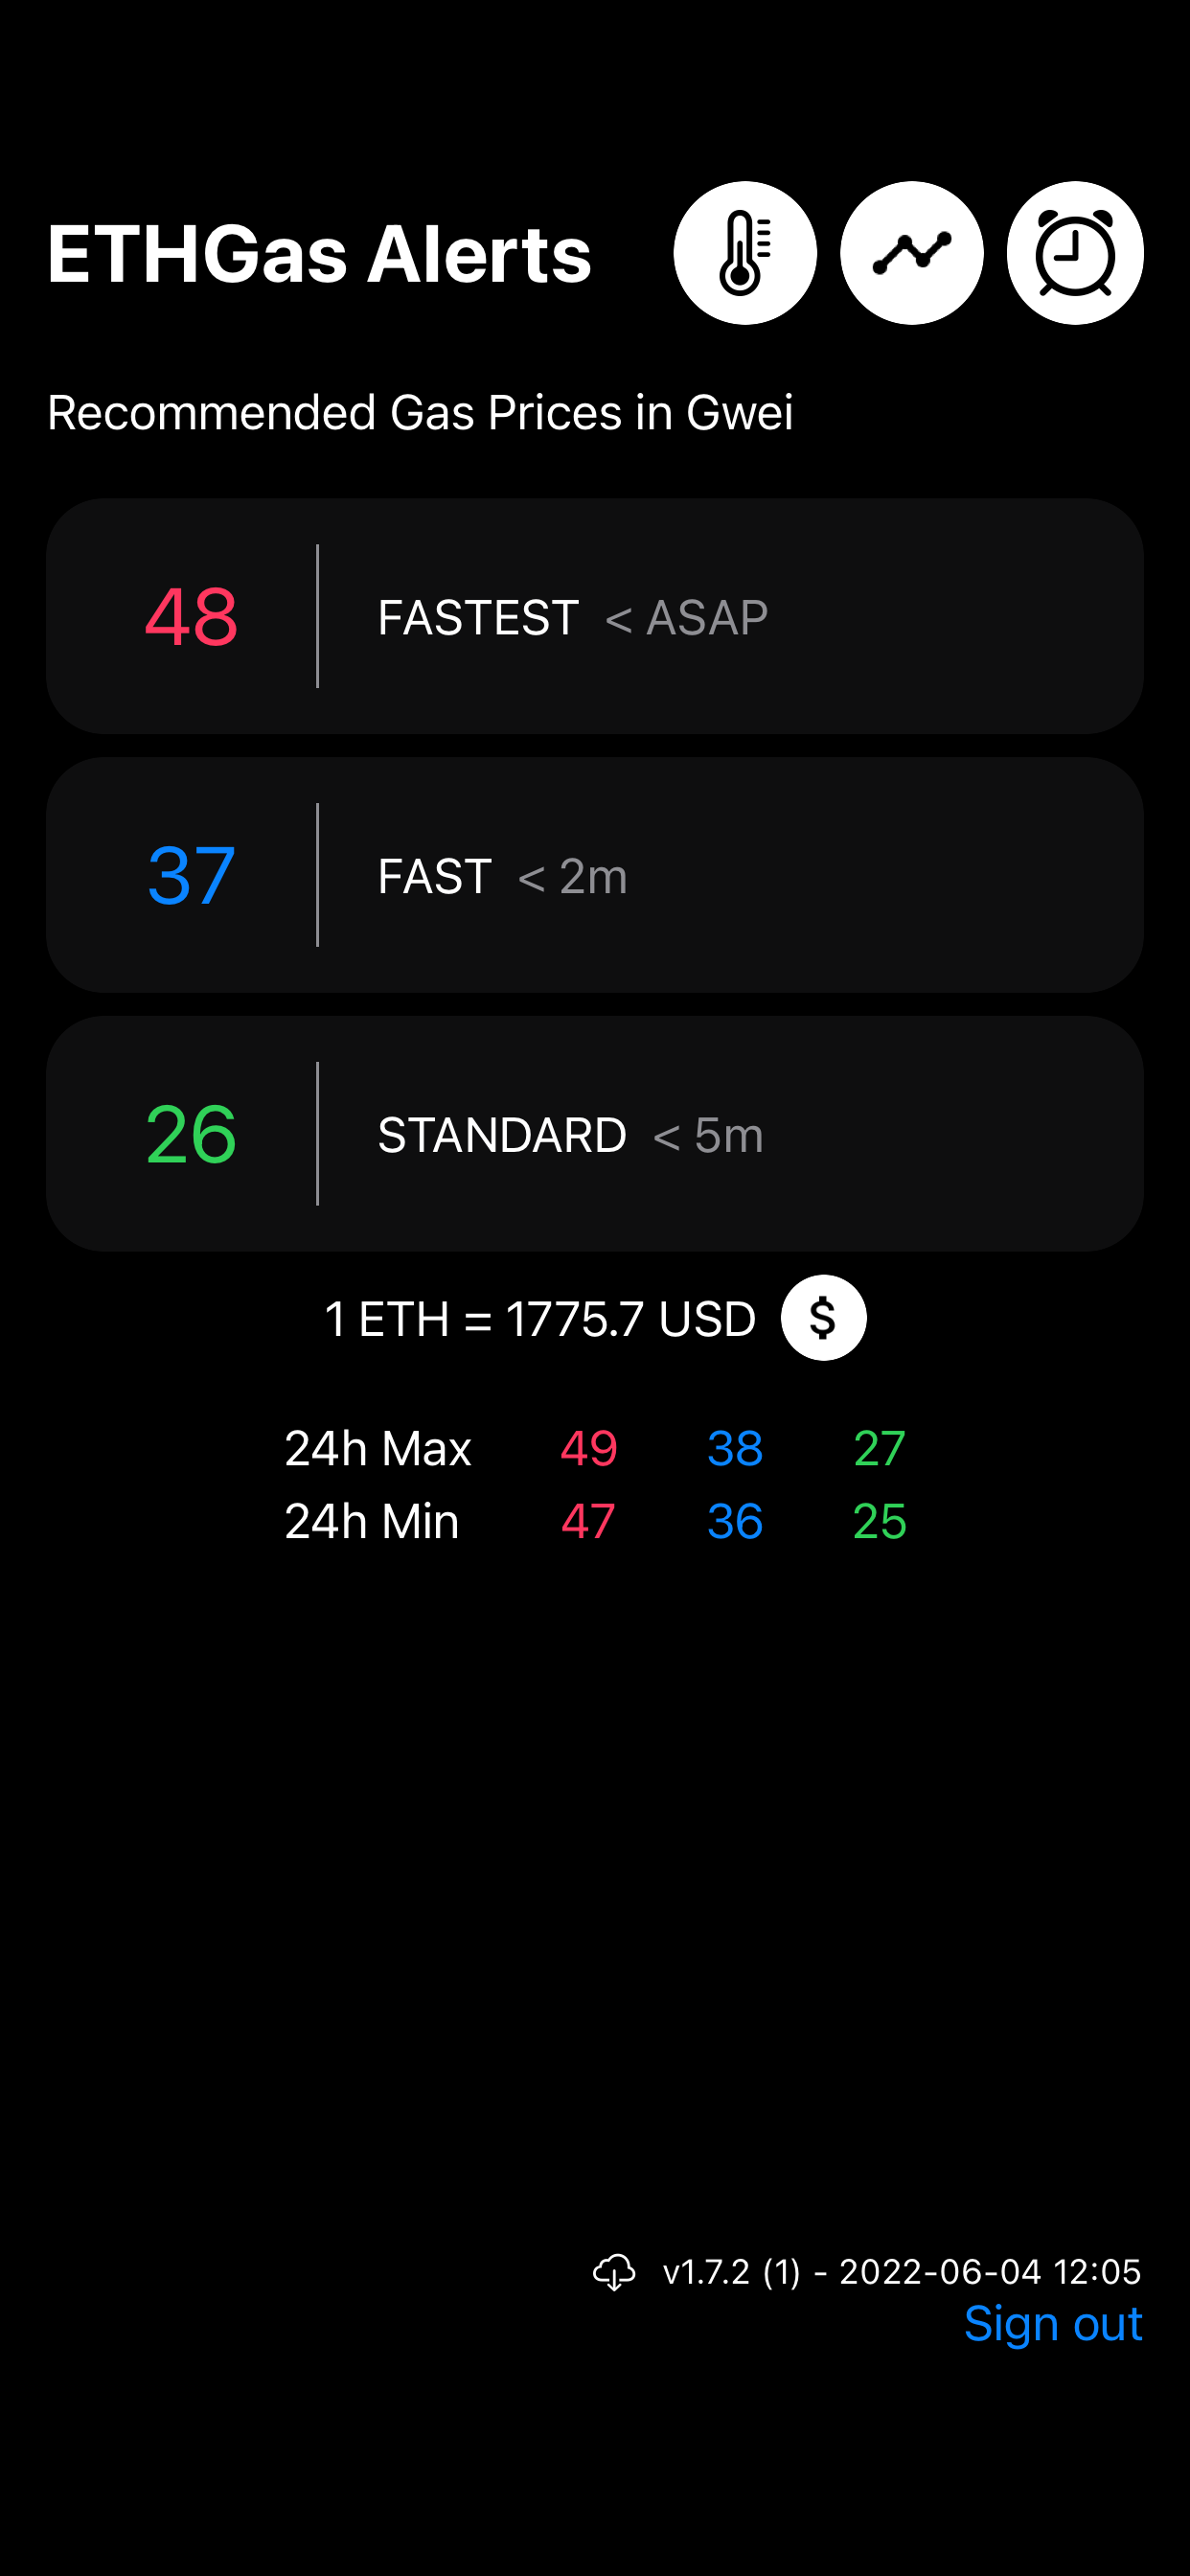 ETHGas Alerts
Recommended Gas Prices in Gwei
48 FASTEST < ASAP
37 FAST < 2m
26 STANDARD < 5m
1 ETH = 1775.7 USD $
24h Max 49 38 27
24h Min 47 36 25
v1.7.2 (1) - 2022-06-04 12:05
Sign out